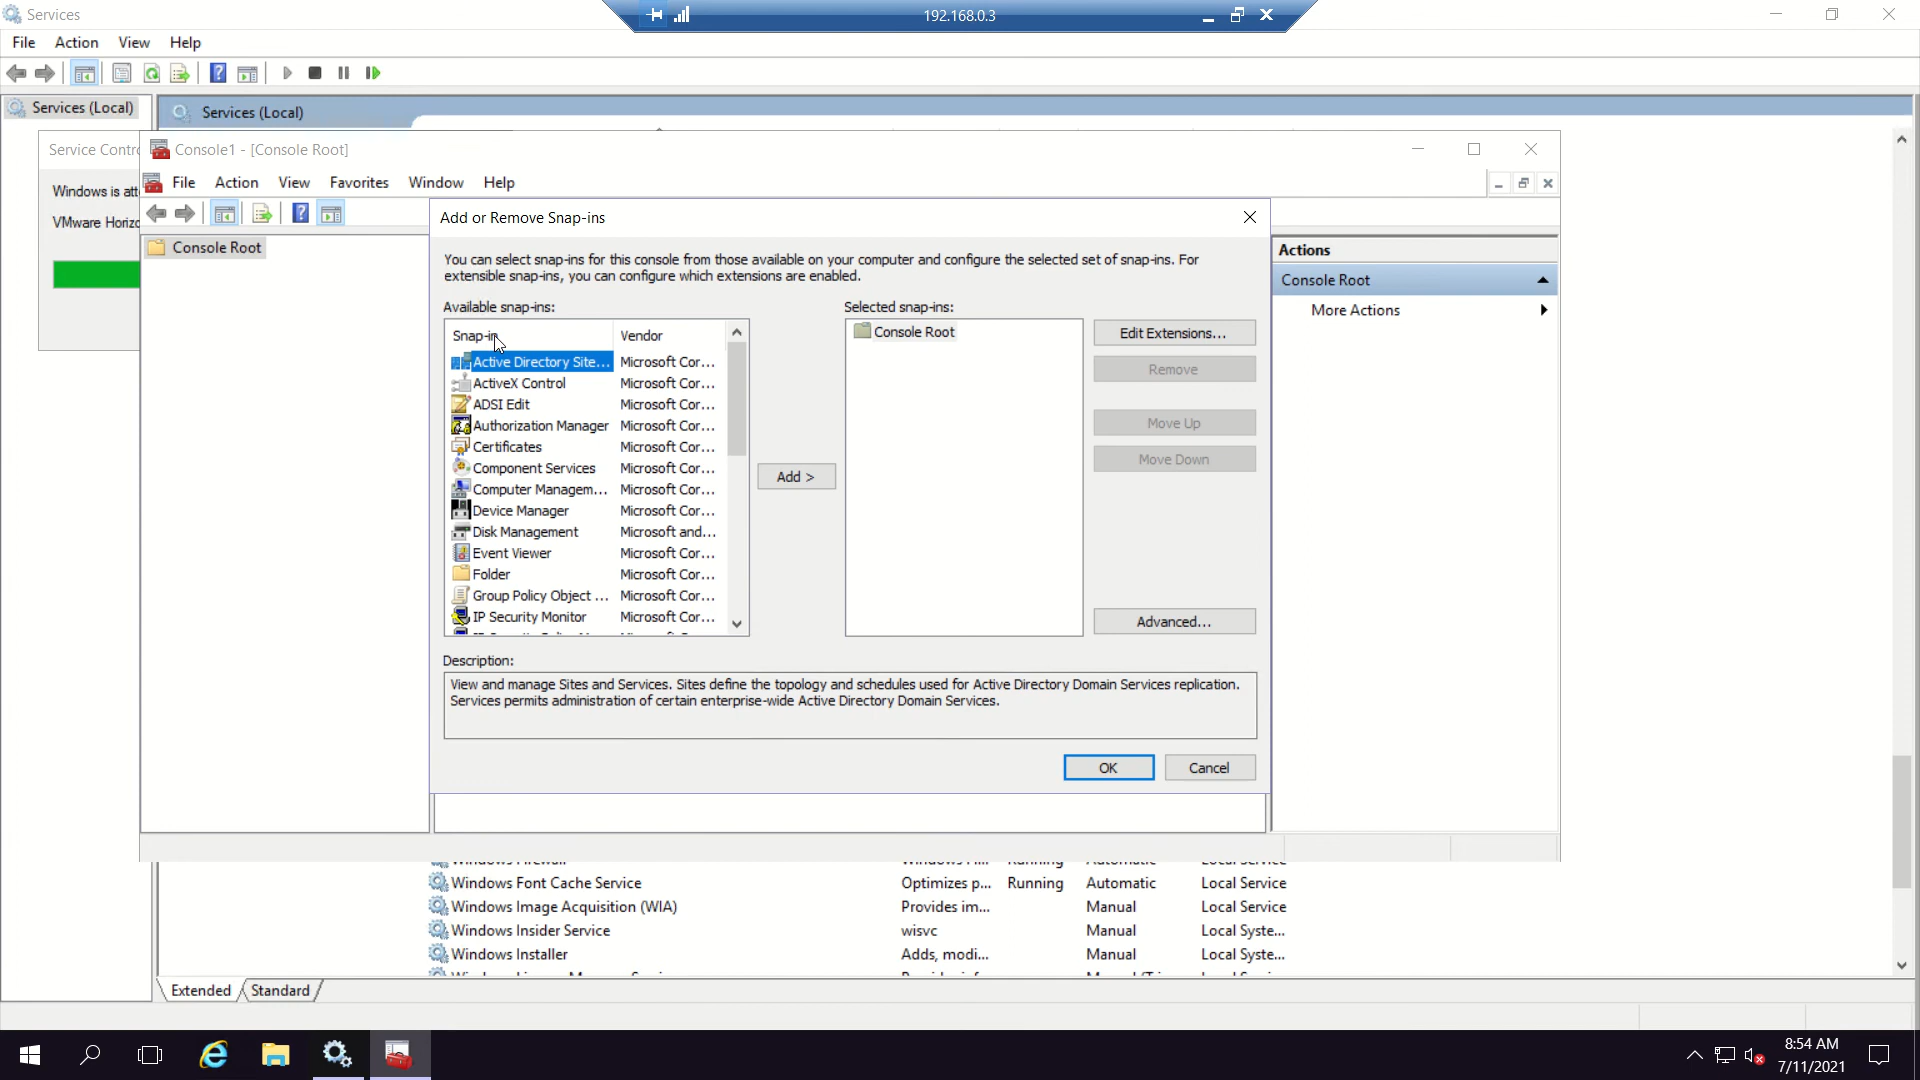 Services
192.168.0.3
File Action View Help
Services (Local)
Services (Local)
Service Contr
Console1 - [Console Root]
Windows is att
VMware Horizo
File Action View Favorites Window Help
Console Root
Add or Remove Snap-ins
You can select snap-ins for this console from those available on your computer and configure the selected set of snap-ins. For
extensible snap-ins, you can configure which extensions are enabled.
Available snap-ins:
Snap-in Vendor
Active Directory Site... Microsoft Cor...
ActiveX Control Microsoft Cor...
ADSI Edit Microsoft Cor...
Authorization Manager Microsoft Cor...
Certificates Microsoft Cor...
Component Services Microsoft Cor...
Computer Managem... Microsoft Cor...
Device Manager Microsoft Cor...
Disk Management Microsoft and...
Event Viewer Microsoft Cor...
Folder Microsoft Cor...
Group Policy Object ... Microsoft Cor...
IP Security Monitor Microsoft Cor...
Add >
Selected snap-ins:
Console Root
Edit Extensions...
Remove
Move Up
Move Down
Advanced...
Description:
View and manage Sites and Services. Sites define the topology and schedules used for Active Directory Domain Services replication.
Services permits administration of certain enterprise-wide Active Directory Domain Services.
OK Cancel
Actions
Console Root
More Actions
Windows Firewall Running Automatic Local Service
Windows Font Cache Service Optimizes p... Running Automatic Local Service
Windows Image Acquisition (WIA) Provides im... Manual Local Service
Windows Insider Service wisvc Manual Local Syste...
Windows Installer Adds, modi... Manual Local Syste...
Extended Standard
8:54 AM
7/11/2021